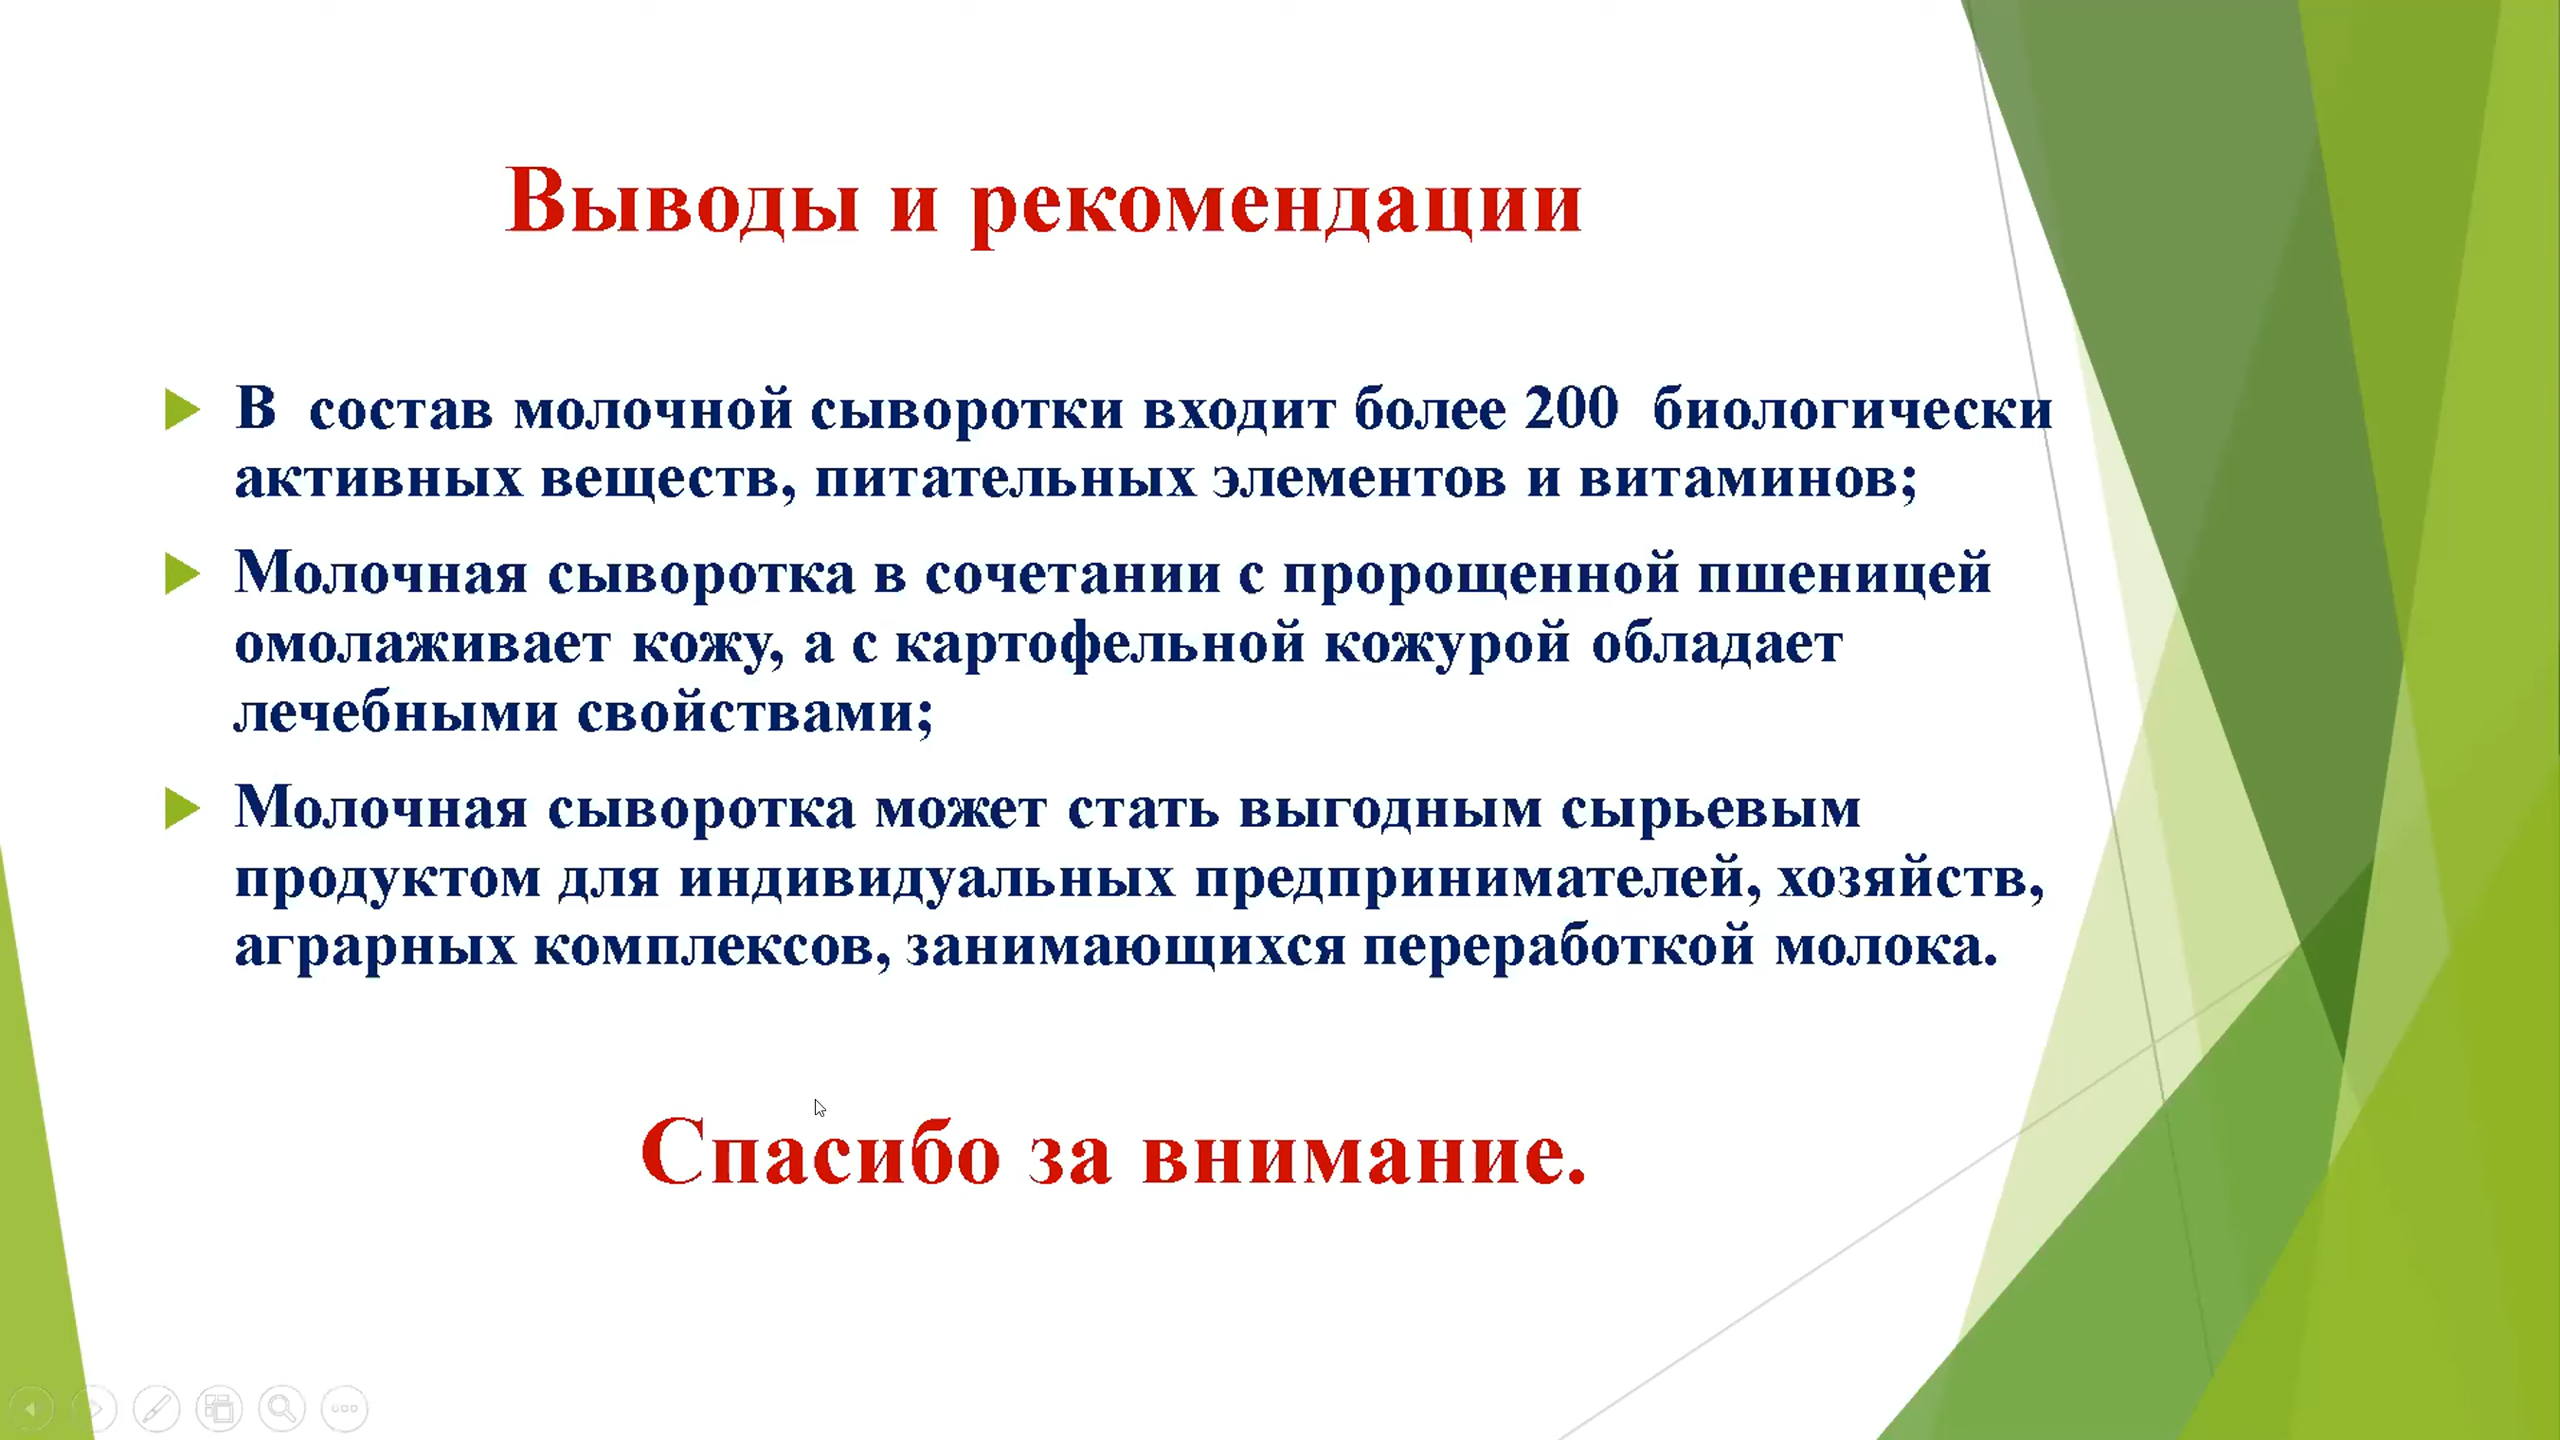 Выводы и рекомендации
В состав молочной сыворотки входит более 200 биологически
активных веществ, питательных элементов и витаминов;
Молочная сыворотка в сочетании с пророщенной пшеницей
омолаживает кожу, а с картофельной кожурой обладает
лечебными свойствами;
Молочная сыворотка может стать выгодным сырьевым
продуктом для индивидуальных предпринимателей, хозяйств,
аграрных комплексов, занимающихся переработкой молока.
Спасибо за внимание.